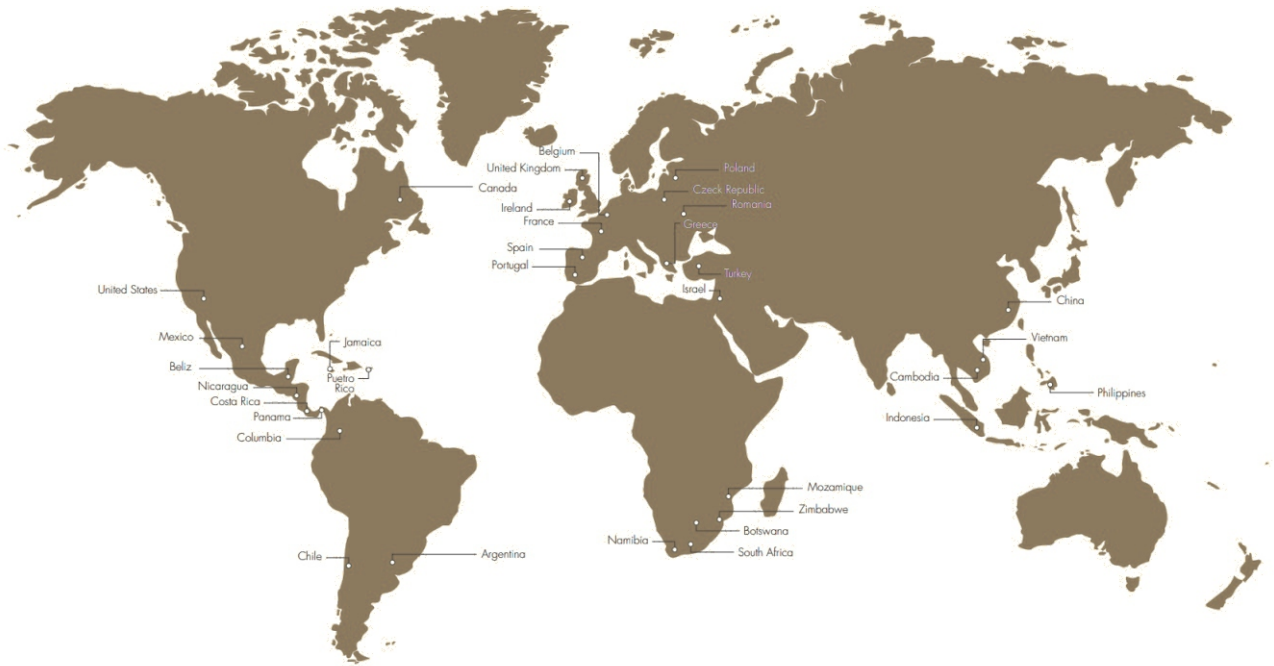 Belgium
United Kingdom
Poland
Canada
Czeck Republic
Ireland
Romania
France
Greece
Spain
Portugal
Turkey
United States
Israel
China
Mexico
Jamaica
Vietnam
Beliz
Puetro
Rico
Cambodia
Nicaragua
Philippines
Costa Rica
Panama
Indonesia
Columbia
Mozamique
Zimbabwe
Botswana
Namibia
South Africa
Chile
Argentina